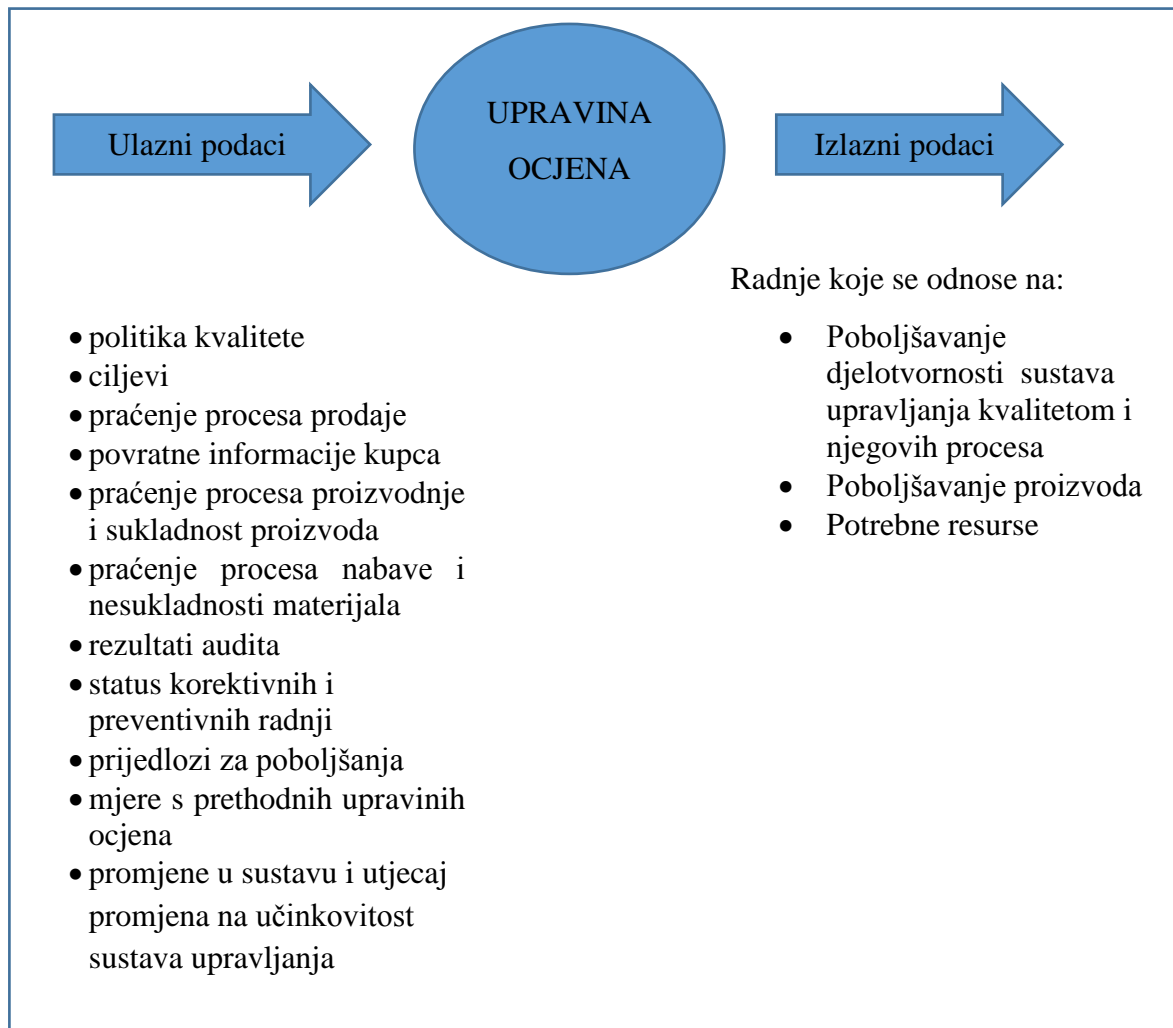 Ulazni podaci
UPRAVINA
OCJENA
Izlazni podaci
• politika kvalitete
• ciljevi
• praćenje procesa prodaje
• povratne informacije kupca
• praćenje procesa proizvodnje
i sukladnost proizvoda
• praćenje procesa nabave i
nesukladnosti materijala
• rezultati audita
• status korektivnih i
preventivnih radnji
• prijedlozi za poboljšanja
• mjere s prethodnih upravinih
ocjena
• promjene u sustavu i utjecaj
promjena na učinkovitost
sustava upravljanja
Radnje koje se odnose na:
• Poboljšavanje
djelotvornosti sustava
upravljanja kvalitetom i
njegovih procesa
• Poboljšavanje proizvoda
• Potrebne resurse